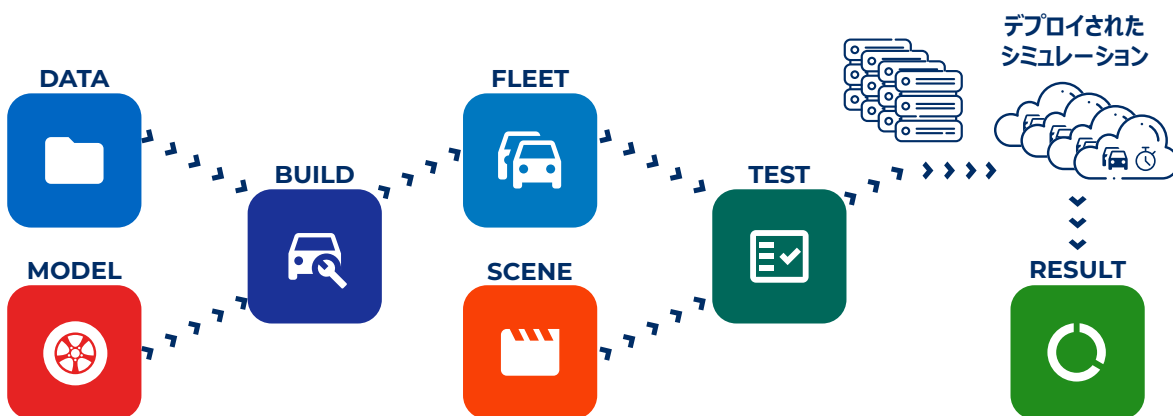 デプロイされた
シミュレーション
DATA
FLEET
BUILD
TEST
MODEL
SCENE
RESULT